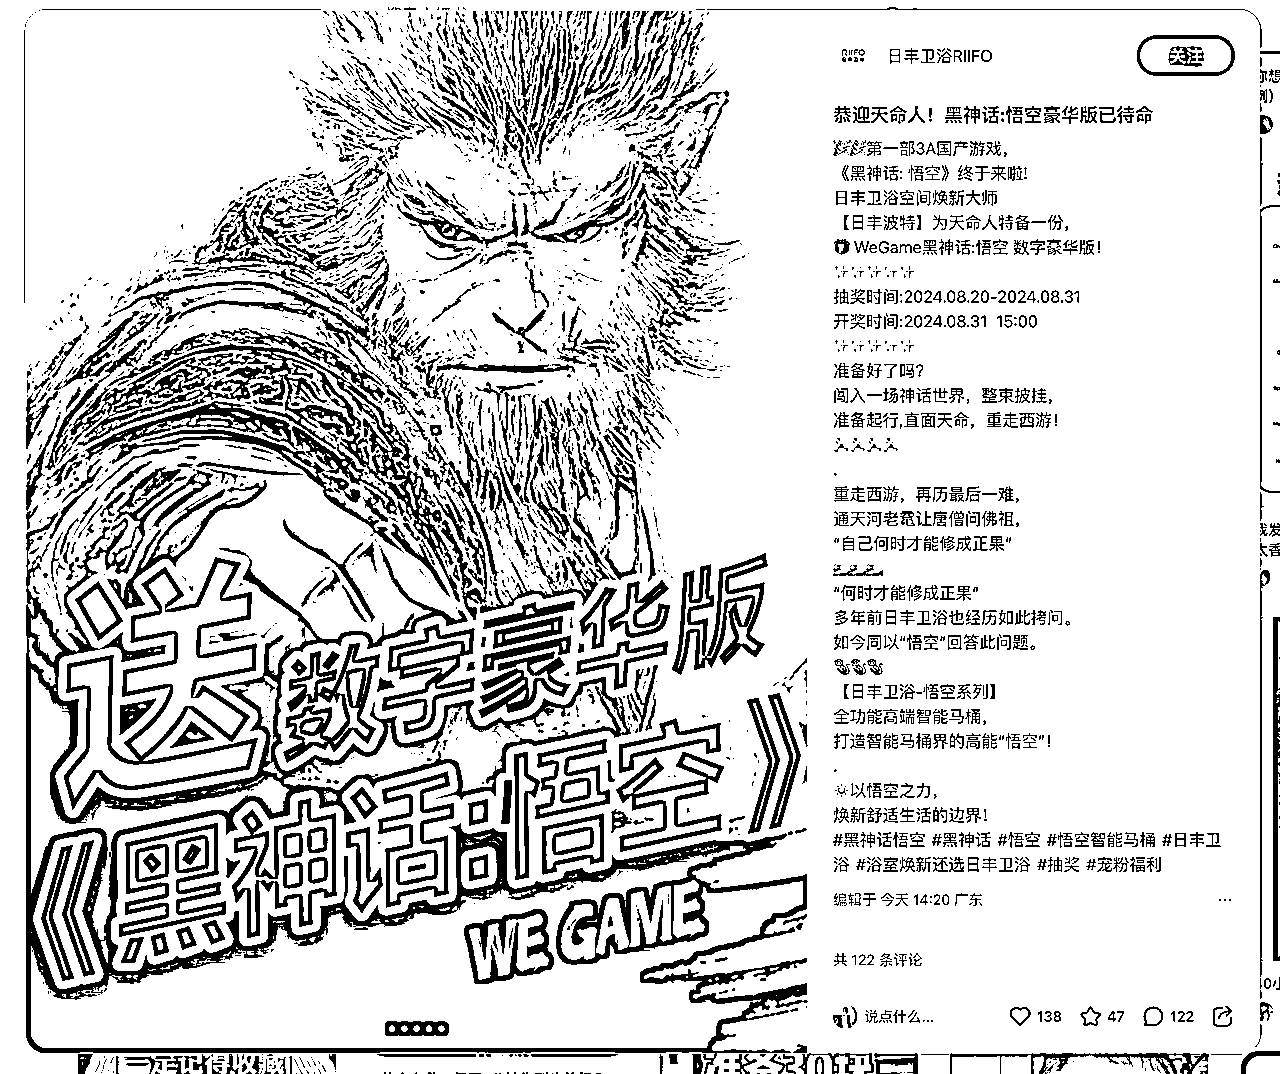 送数字豪华版
《黑神话:悟空》
WE GAME
RIIFO
日丰卫浴RIIFO
关注
恭迎天命人！黑神话:悟空豪华版已待命
第一部3A国产游戏，
《黑神话: 悟空》终于来啦!
日丰卫浴空间焕新大师
【日丰波特】为天命人特备一份，
WeGame黑神话:悟空 数字豪华版!
抽奖时间:2024.08.20-2024.08.31
开奖时间:2024.08.31 15:00
准备好了吗?
闯入一场神话世界，整束披挂，
准备起行,直面天命，重走西游!
.
重走西游，再历最后一难，
通天河老鼋让唐僧问佛祖，
“自己何时才能修成正果”
“何时才能修成正果”
多年前日丰卫浴也经历如此拷问。
如今同以“悟空”回答此问题。
【日丰卫浴-悟空系列】
全功能高端智能马桶，
打造智能马桶界的高能“悟空”!
.
以悟空之力，
焕新舒适生活的边界!
#黑神话悟空 #黑神话 #悟空 #悟空智能马桶 #日丰卫
浴 #浴室焕新还选日丰卫浴 #抽奖 #宠粉福利
编辑于 今天 14:20 广东
共 122 条评论
说点什么...
138
47
122